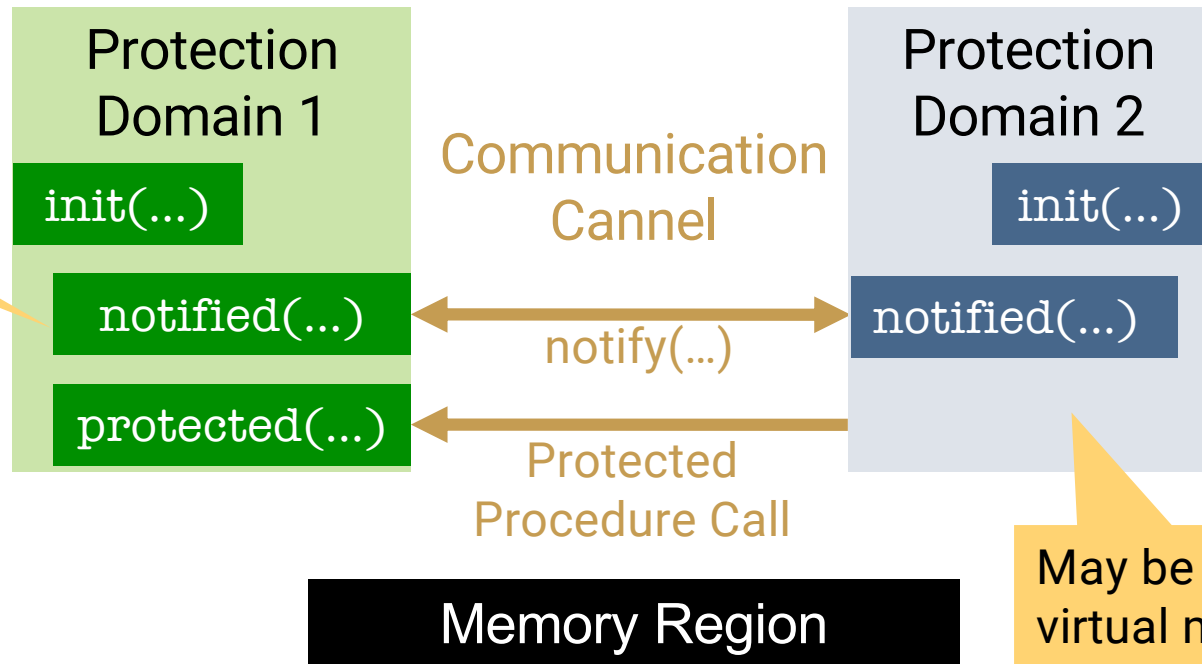 Protection
Domain 1
init(...)
notified(...)
protected(...)
Communication
Cannel
notify(...)
Protected
Procedure Call
Protection
Domain 2
init(...)
notified(...)
May be
virtual
Memory Region